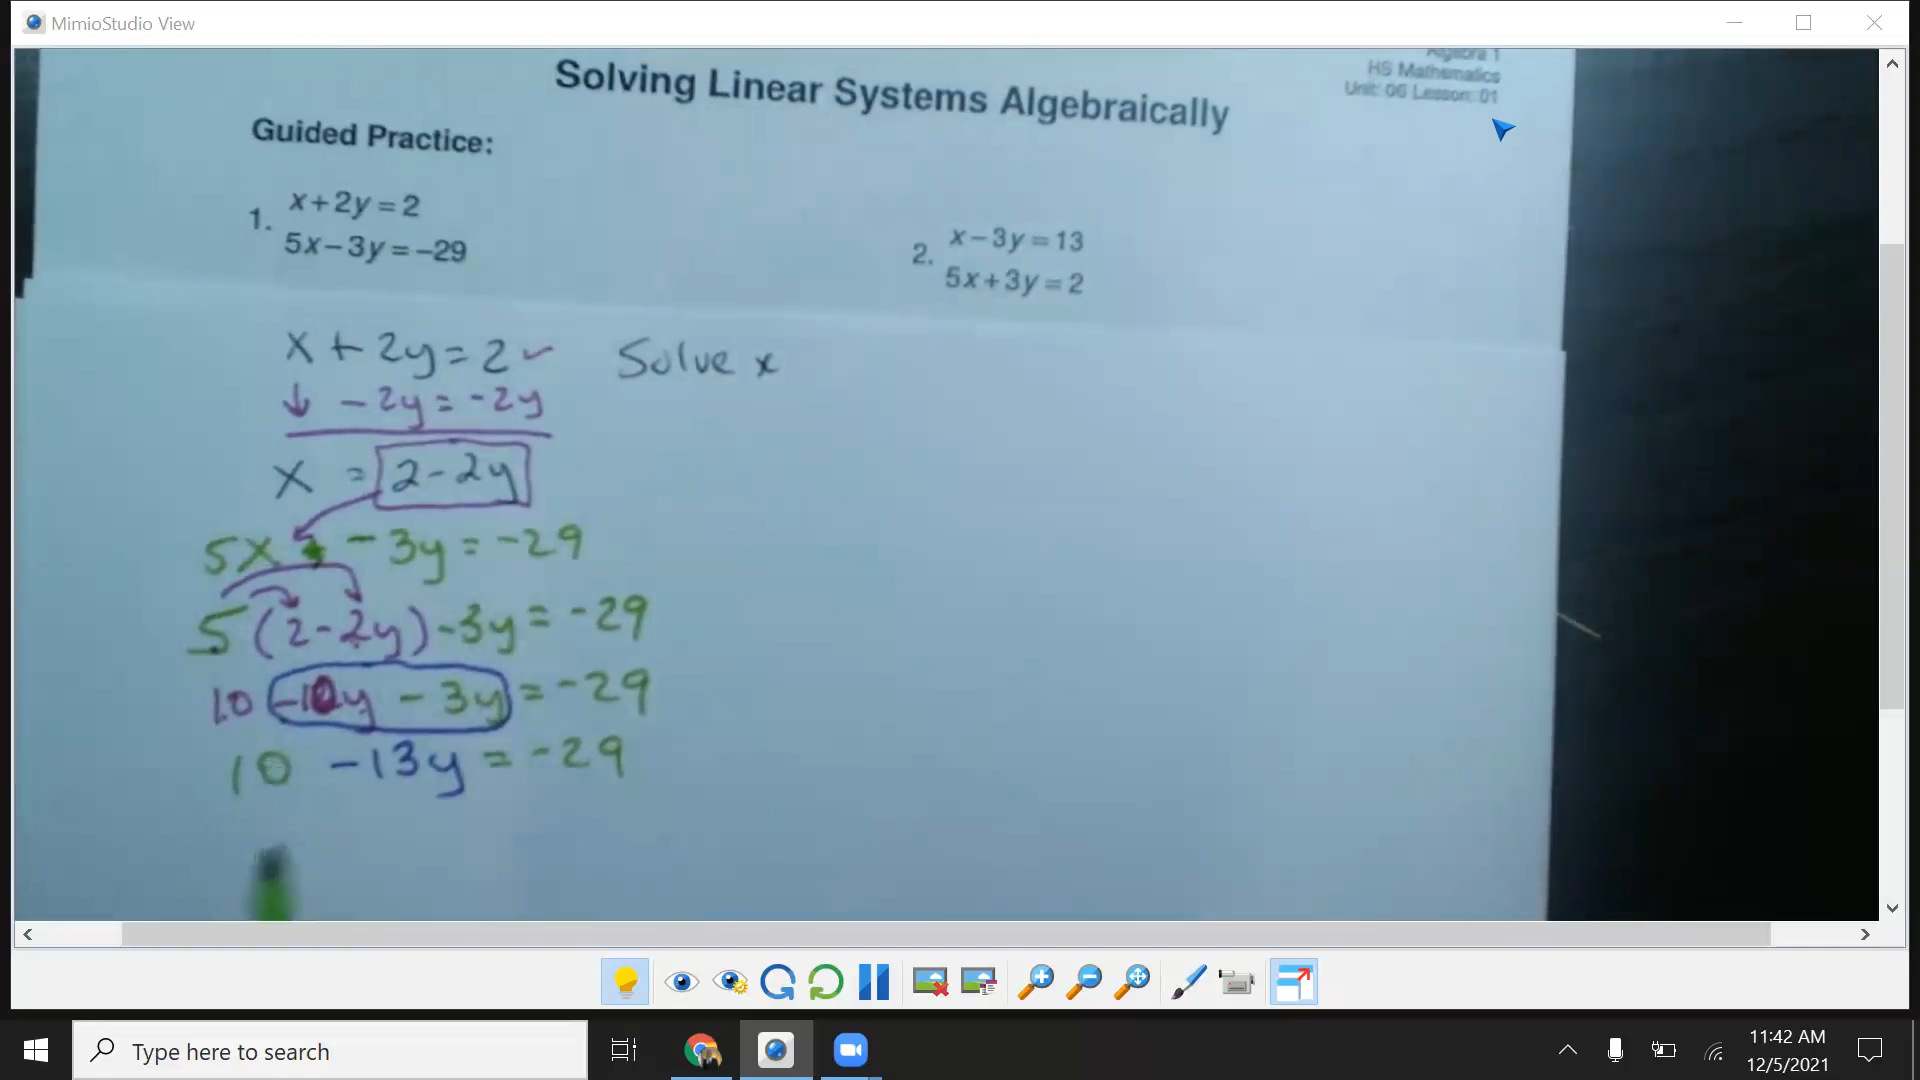 MimioStudio View
Algebra 1
HS Mathematics
Unit: 06 Lesson: 01
Solving Linear Systems Algebraically
Guided Practice:
1. x+2y=2
5x−3y=−29
2. x−3y=13
5x+3y=2
x + 2y = 2 Solve x
↓ - 2y = -2y
x = 2 - 2y
5x - 3y = -29
5(2-2y)-3y = -29
10 -10y - 3y = -29
10 -13y = -29
Type here to search
11:42 AM
12/5/2021